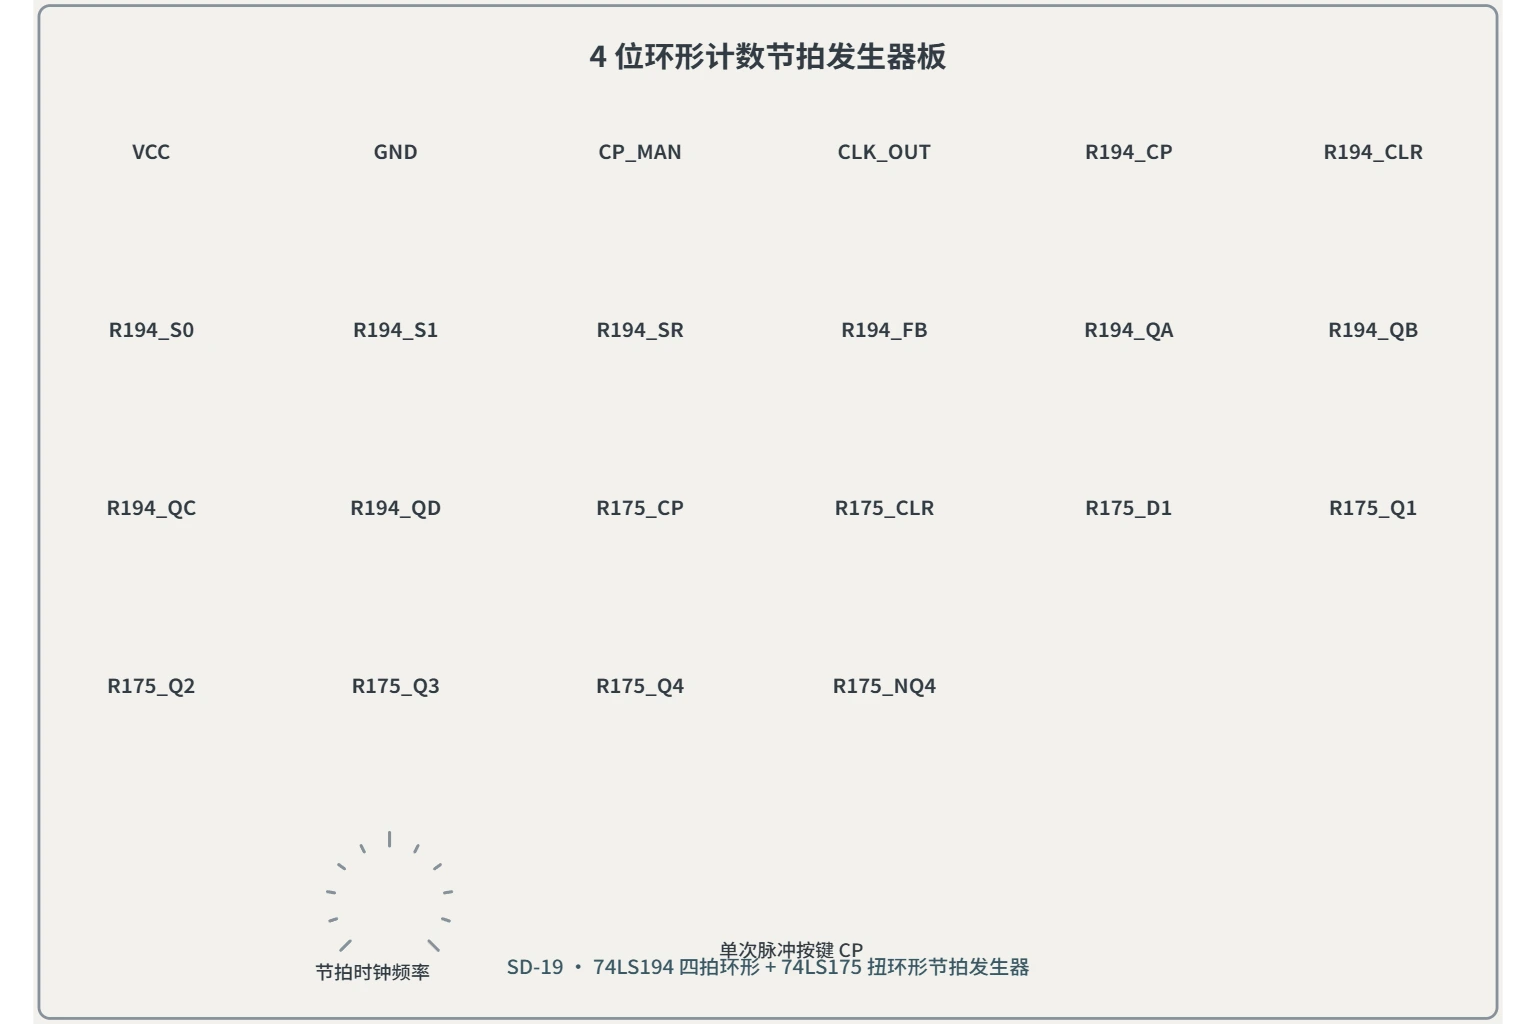 4 位环形计数节拍发生器板
VCC
GND
CP_MAN
CLK_OUT
R194_CP
R194_CLR
R194_S0
R194_S1
R194_SR
R194_FB
R194_QA
R194_QB
R194_QC
R194_QD
R175_CP
R175_CLR
R175_D1
R175_Q1
R175_Q2
R175_Q3
R175_Q4
R175_NQ4
单次脉冲按键 CP
节拍时钟频率
SD-19 · 74LS194 四拍环形 + 74LS175 扭环形节拍发生器